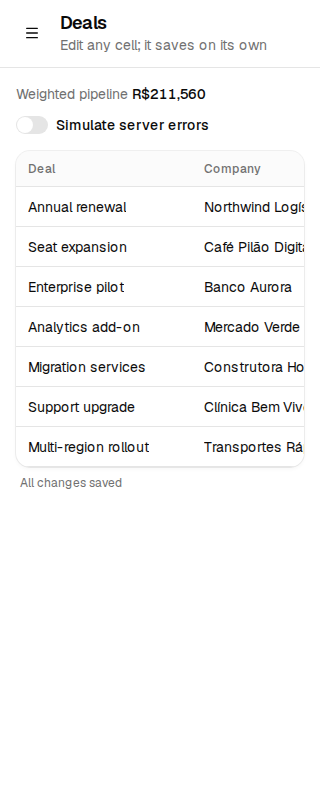 Deals
Edit any cell; it saves on its own
Weighted pipeline R$211,560
Simulate server errors
Deal Company
Annual renewal Northwind Logis
Seat expansion Café Pilão Digita
Enterprise pilot Banco Aurora
Analytics add-on Mercado Verde
Migration services Construtora Ho
Support upgrade Clínica Bem Viv
Multi-region rollout Transportes Rá
All changes saved